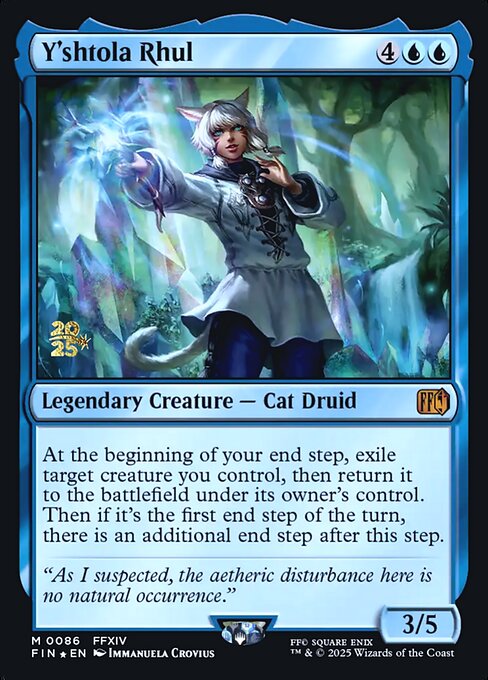 Y'shtola Rhul 4
2025
Legendary Creature — Cat Druid FF
At the beginning of your end step, exile
target creature you control, then return it
to the battlefield under its owner's control.
Then if it's the first end step of the turn,
there is an additional end step after this step.
"As I suspected, the aetheric disturbance here is
no natural occurrence."
3/5
M 0086 FFXIV FF© SQUARE ENIX
FIN ★ EN Immanuela Crovius ™ & © 2025 Wizards of the Coast